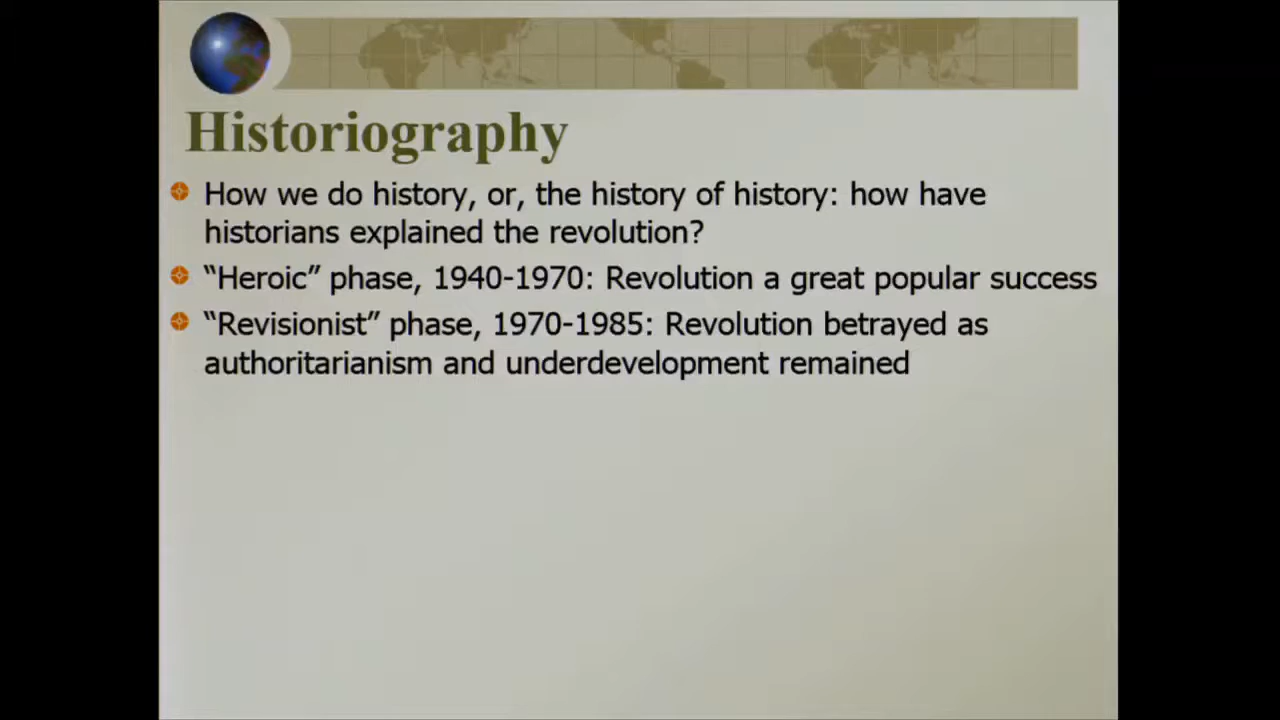 Historiography
How we do history, or, the history of history: how have
historians explained the revolution?
“Heroic” phase, 1940-1970: Revolution a great popular success
“Revisionist” phase, 1970-1985: Revolution betrayed as
authoritarianism and underdevelopment remained